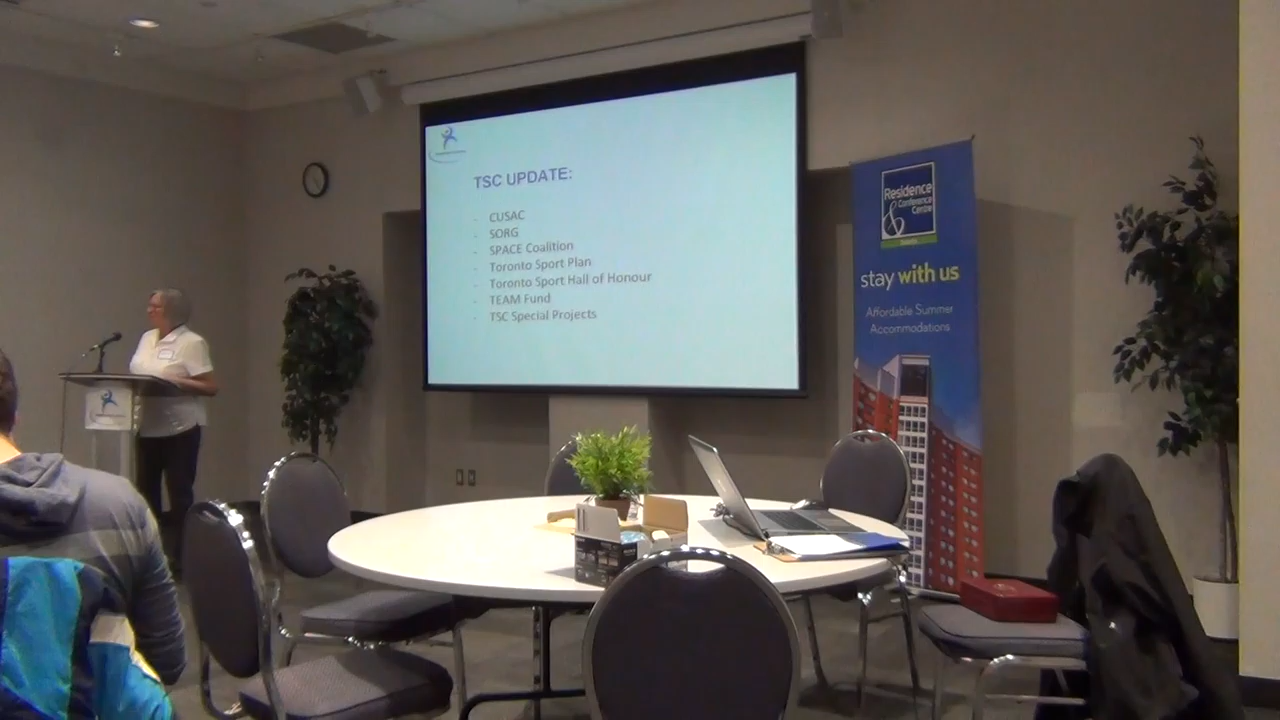 TSC UPDATE:
- CUSAC
- SORG
- SPACE Coalition
- Toronto Sport Plan
- Toronto Sport Hall of Honour
- TEAM Fund
- TSC Special Projects
Residence
& Conference
Centre
stay with us
Affordable Summer
Accommodations